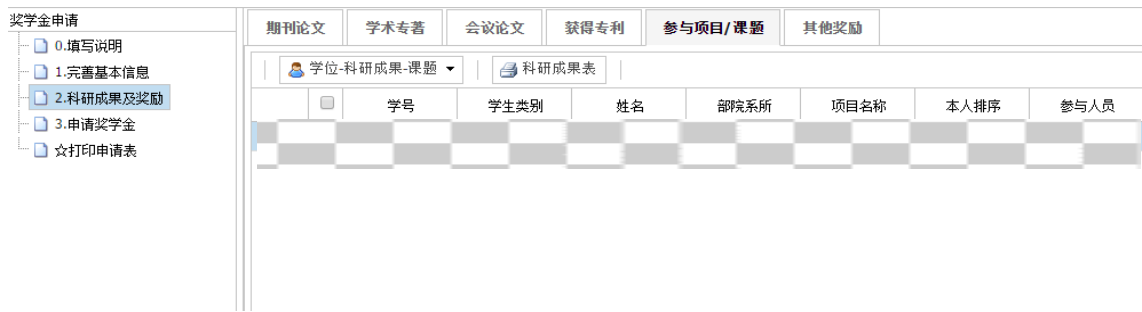 奖学金申请
0.填写说明
1.完善基本信息
2.科研成果及奖励
3.申请奖学金
☆打印申请表
期刊论文 学术专著 会议论文 获得专利 参与项目/课题 其他奖励
学位-科研成果-课题 科研成果表
学号 学生类别 姓名 部院系所 项目名称 本人排序 参与人员